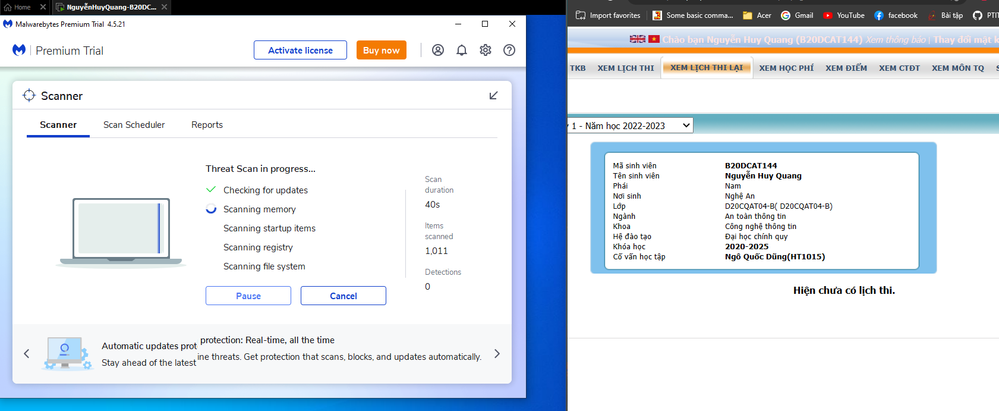 Home
NguyễnHuyQuang-B20DC...
Malwarebytes Premium Trial 4.5.21
Premium Trial
Activate license
Buy now
Scanner
Scanner
Scan Scheduler
Reports
Threat Scan in progress...
Checking for updates
Scanning memory
Scanning startup items
Scanning registry
Scanning file system
Pause
Cancel
Scan
duration
40s
Items
scanned
1,011
Detections
0
Automatic updates prot
Stay ahead of the latest
protection: Real-time, all the time
ine threats. Get protection that scans, blocks, and updates automatically.
Import favorites
Some basic comma...
Acer
Gmail
YouTube
facebook
Bài tập
PTIT
Chào bạn Nguyễn Huy Quang (B20DCAT144) Xem thông báo | Thay đổi mật k
TKB
XEM LỊCH THI
XEM LỊCH THI LẠI
XEM HỌC PHÍ
XEM ĐIỂM
XEM CTĐT
XEM MÔN TQ
1 - Năm học 2022-2023
Mã sinh viên B20DCAT144
Tên sinh viên Nguyễn Huy Quang
Phái Nam
Nơi sinh Nghệ An
Lớp D20CQAT04-B( D20CQAT04-B)
Ngành An toàn thông tin
Khoa Công nghệ thông tin
Hệ đào tạo Đại học chính quy
Khóa học 2020-2025
Cố vấn học tập Ngô Quốc Dũng(HT1015)
Hiện chưa có lịch thi.